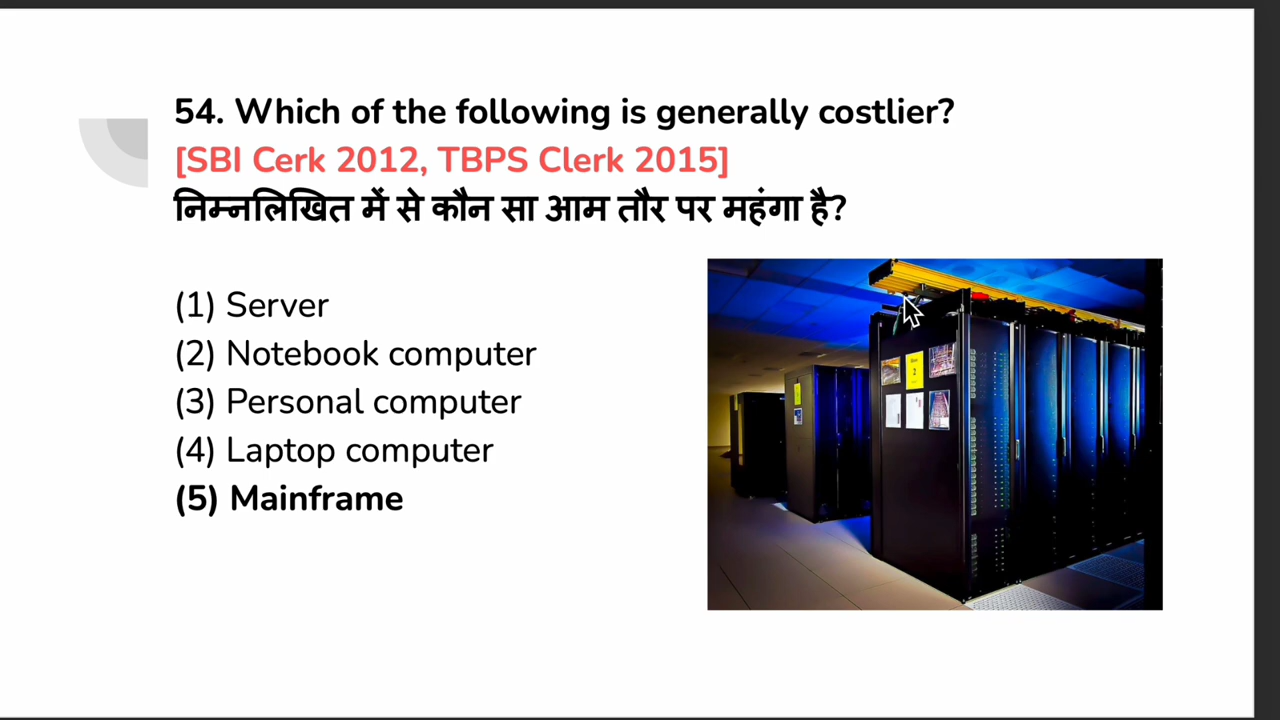 54. Which of the following is generally costlier?
[SBI Cerk 2012, TBPS Clerk 2015]
निम्नलिखित में से कौन सा आम तौर पर महंगा है?
(1) Server
(2) Notebook computer
(3) Personal computer
(4) Laptop computer
(5) Mainframe
2